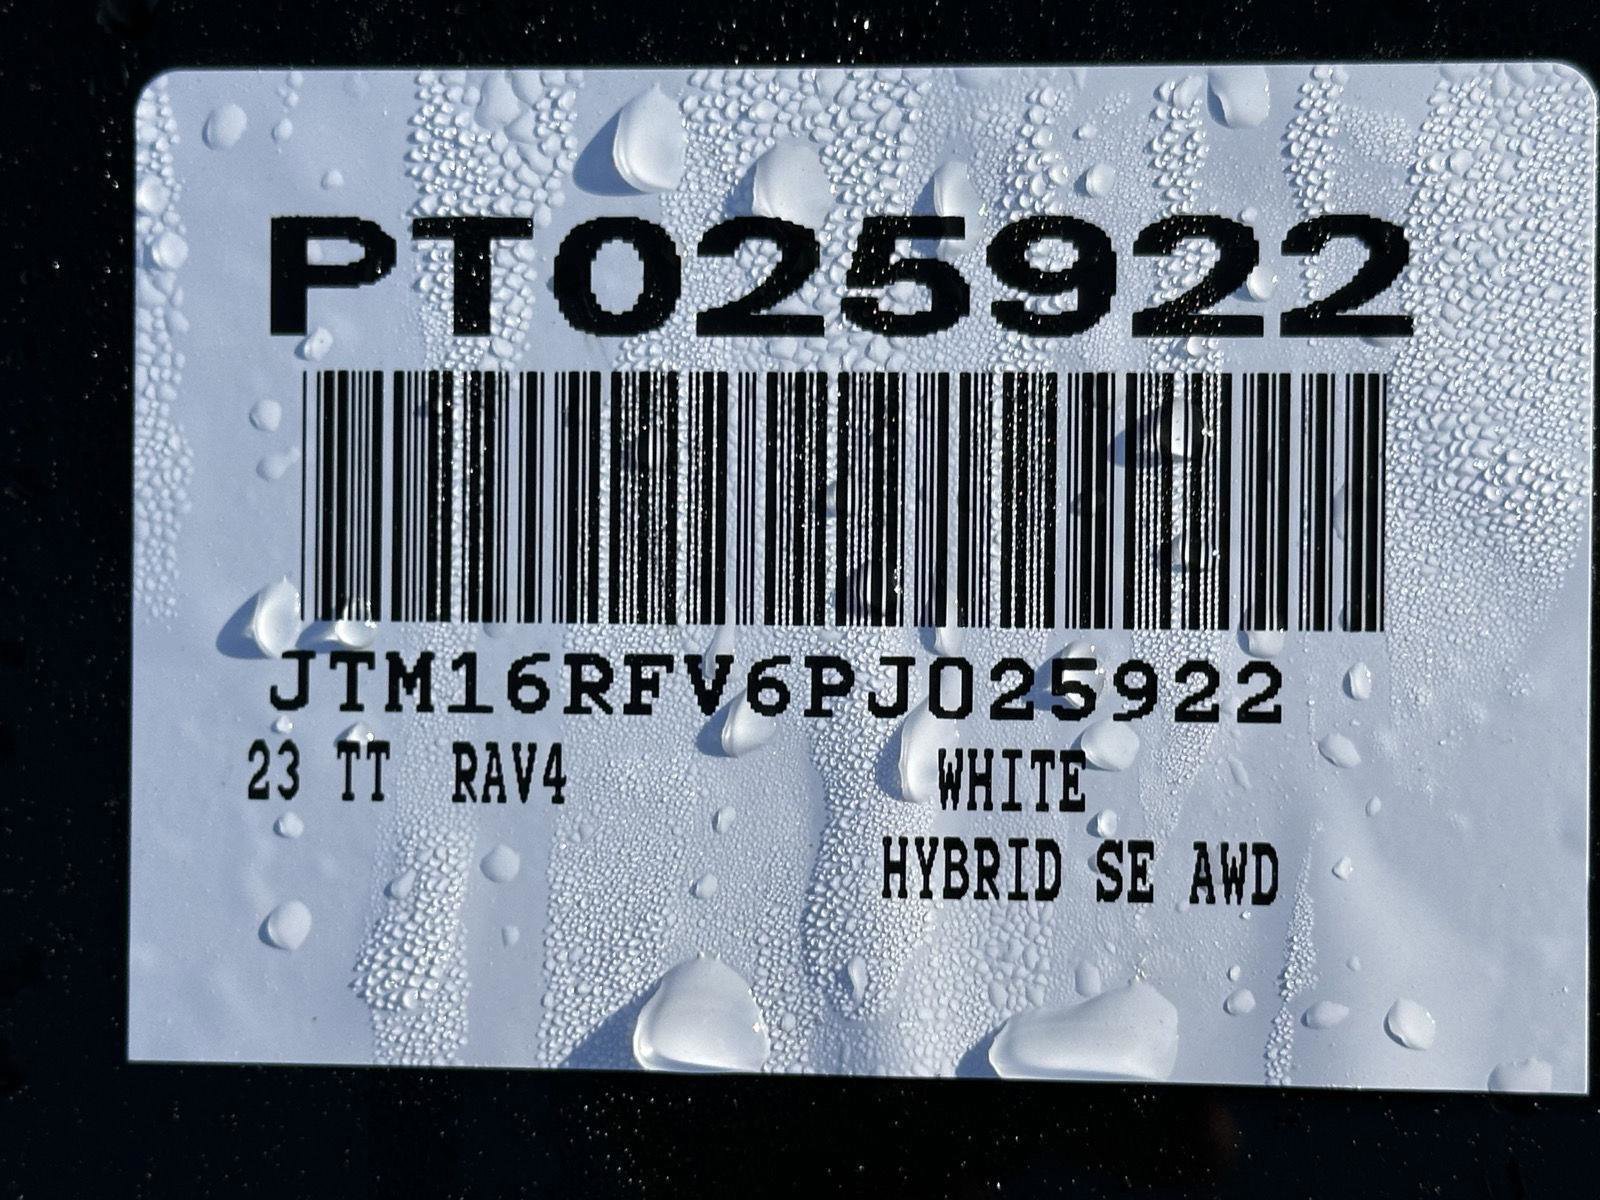 PT025922
JTM16RFV6PJ025922
23 TT RAV4 WHITE
HYBRID SE AWD